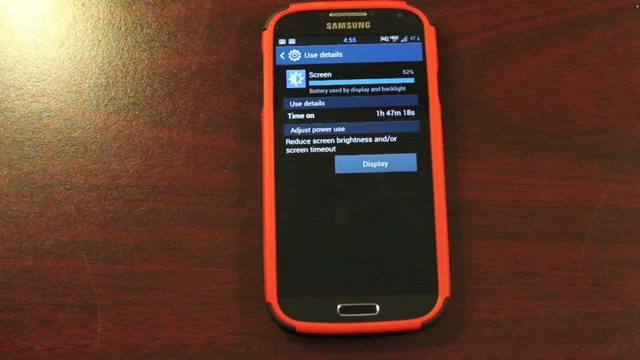 SAMSUNG
4:55
Use details
Screen 62%
Battery used by display and backlight
Use details
Time on 1h 47m 18s
Adjust power use
Reduce screen brightness and/or
screen timeout
Display